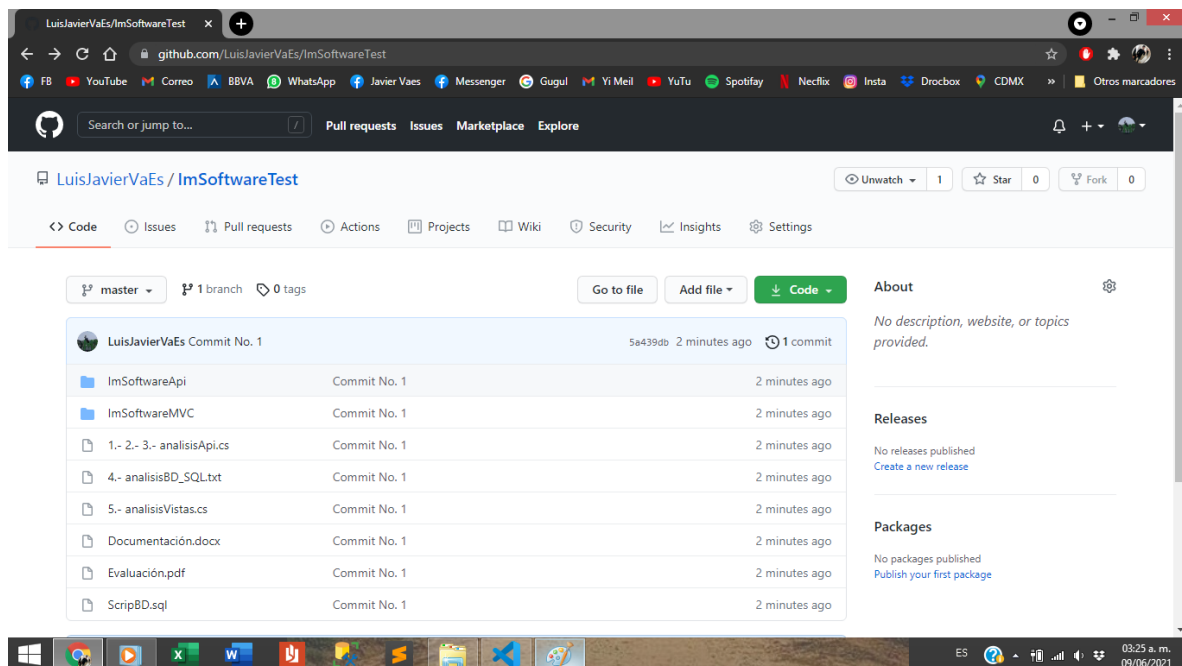 LuisJavierVaEs/ImSoftwareTest
github.com/LuisJavierVaEs/ImSoftwareTest
FB YouTube Correo BBVA WhatsApp Javier Vaes Messenger Gugul Yi Meil YuTu Spotifay Necflix Insta Drocbox CDMX » Otros marcadores
Search or jump to... / Pull requests Issues Marketplace Explore
LuisJavierVaEs / ImSoftwareTest Unwatch 1 Star 0 Fork 0
Code Issues Pull requests Actions Projects Wiki Security Insights Settings
master 1 branch 0 tags Go to file Add file Code
About
No description, website, or topics
provided.
LuisJavierVaEs Commit No. 1 5a439db 2 minutes ago 1 commit
ImSoftwareApi Commit No. 1 2 minutes ago
ImSoftwareMVC Commit No. 1 2 minutes ago
1.- 2.- 3.- analisisApi.cs Commit No. 1 2 minutes ago
4.- analisisBD_SQL.txt Commit No. 1 2 minutes ago
5.- analisisVistas.cs Commit No. 1 2 minutes ago
Documentación.docx Commit No. 1 2 minutes ago
Evaluación.pdf Commit No. 1 2 minutes ago
ScripBD.sql Commit No. 1 2 minutes ago
Releases
No releases published
Create a new release
Packages
No packages published
Publish your first package
ES 03:25 a. m.
09/06/2021